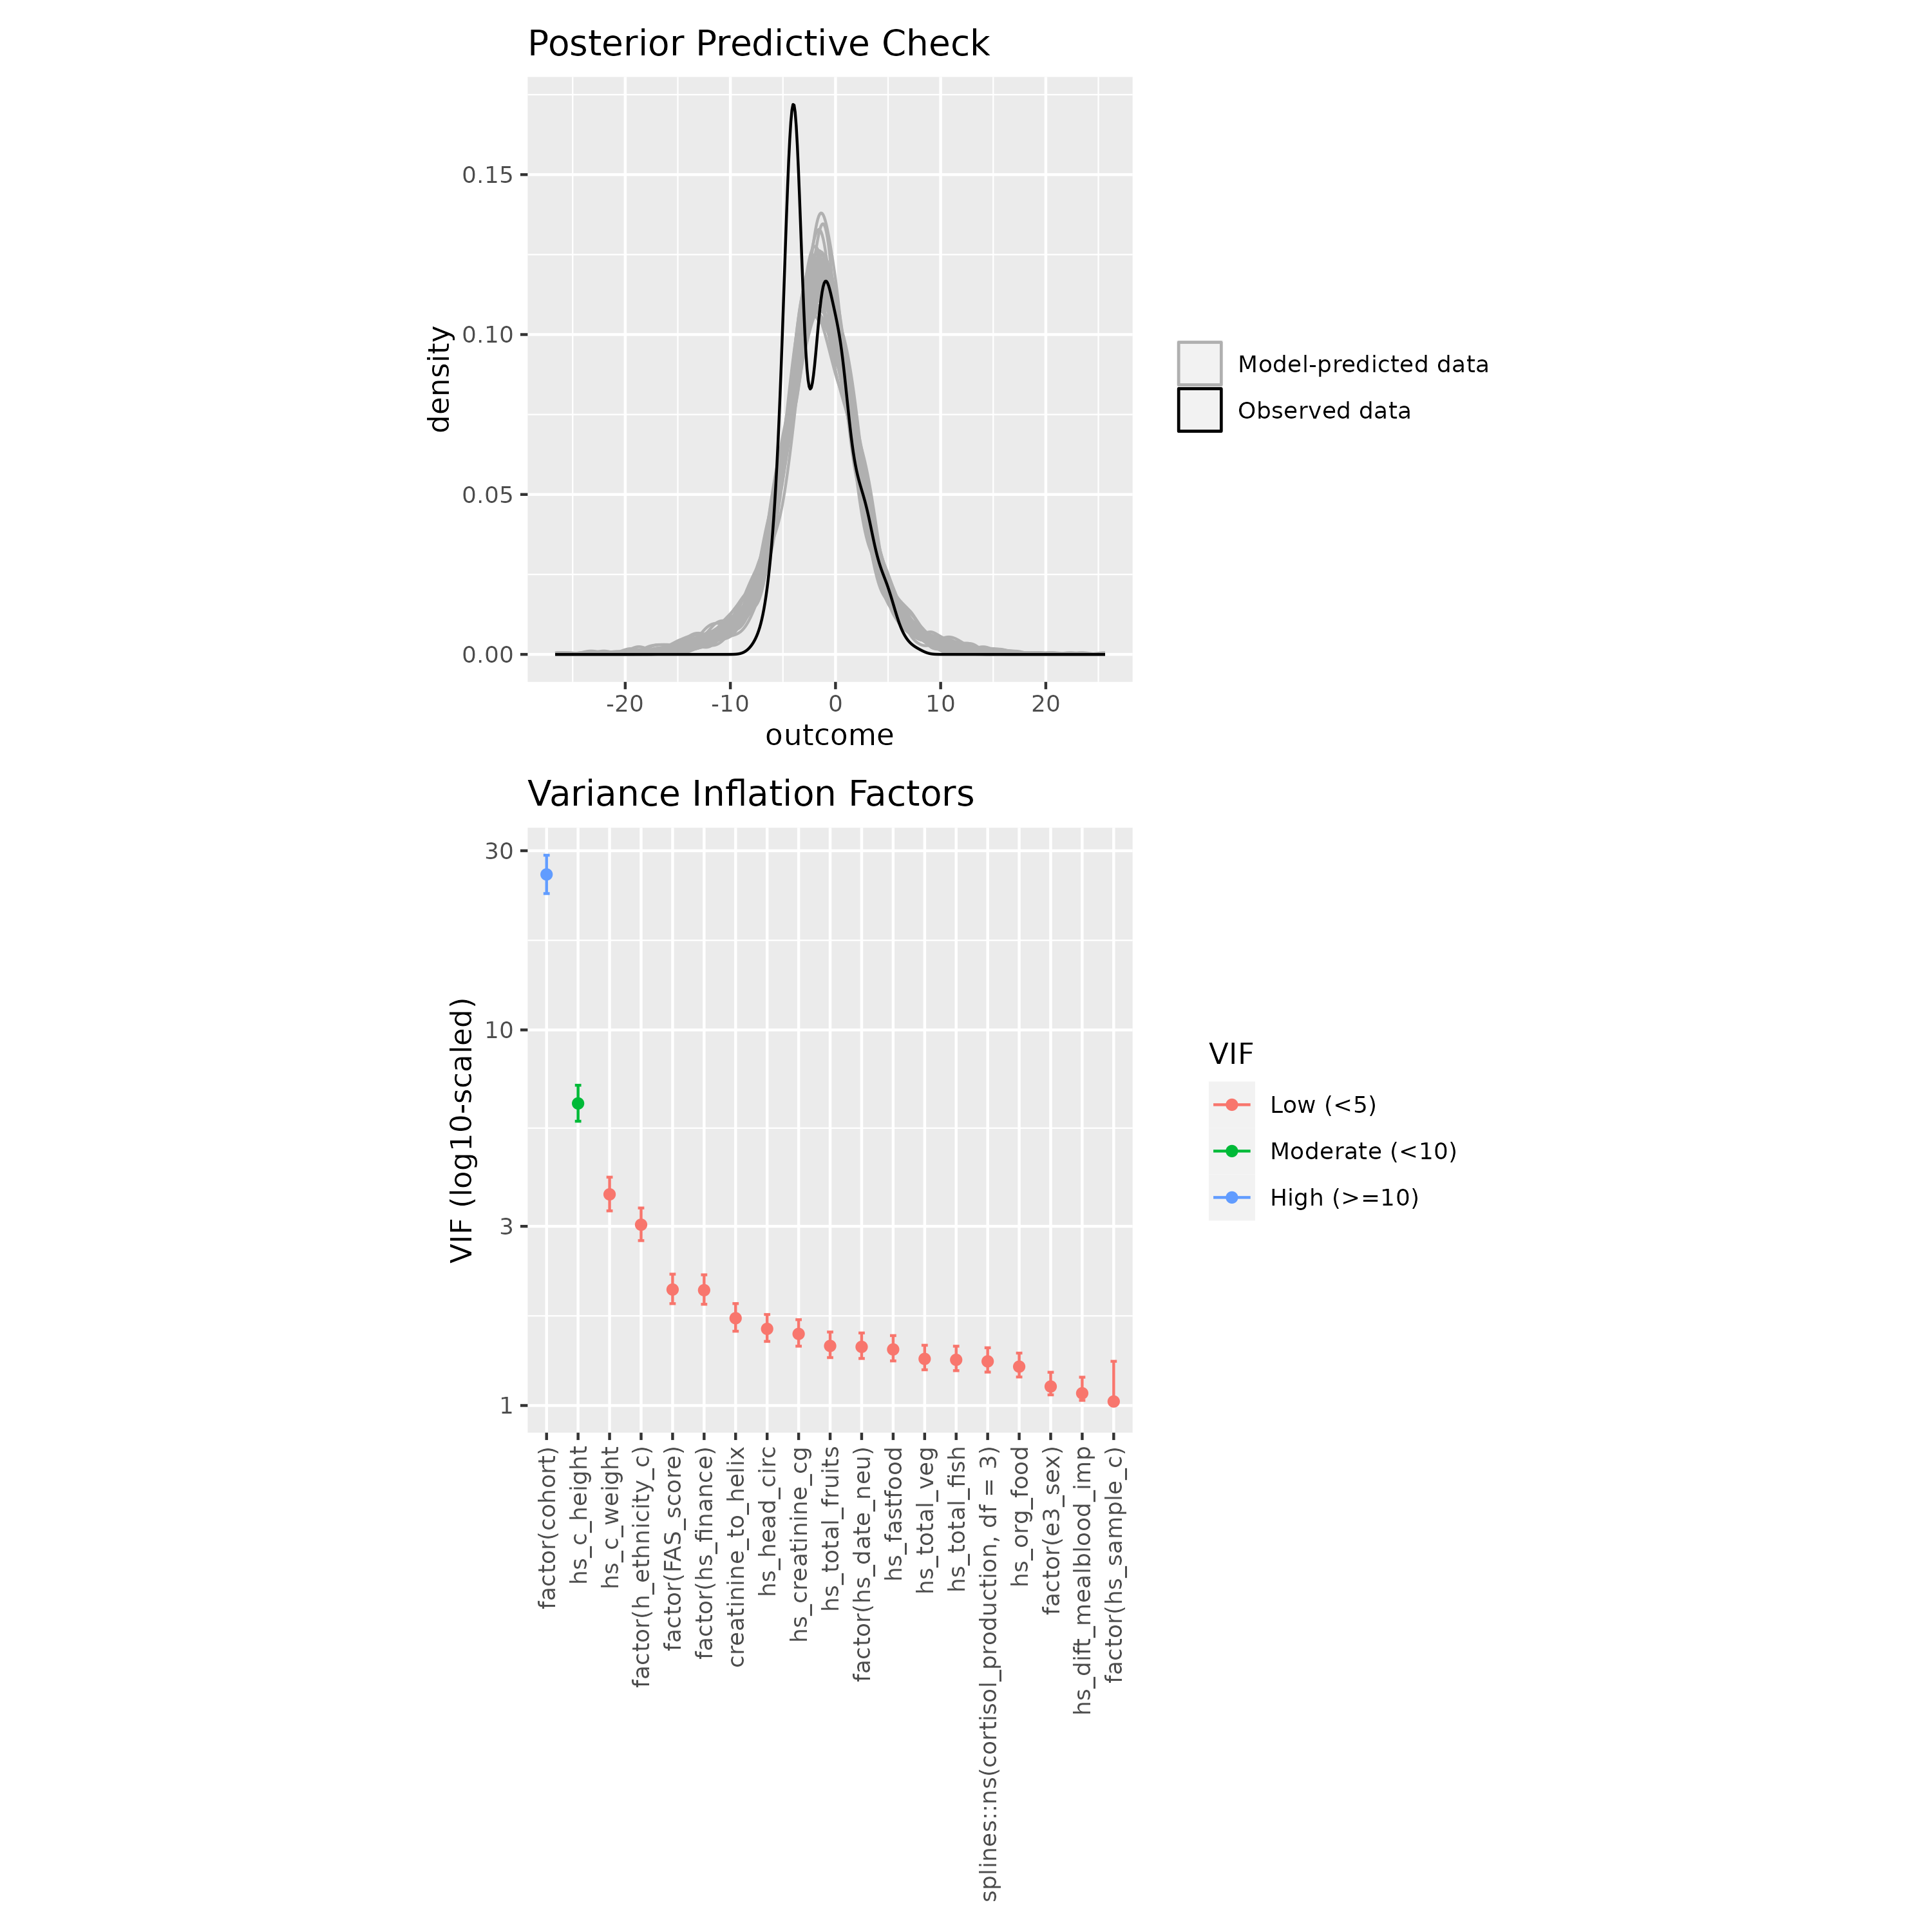 Posterior Predictive Check
density
0.15
0.10
0.05
0.00
-20
-10
0
10
20
outcome
Model-predicted data
Observed data
Variance Inflation Factors
VIF (log10-scaled)
30
10
3
1
factor(cohort)
hs_c_height
hs_c_weight
factor(h_ethnicity_c)
factor(FAS_score)
factor(hs_finance)
creatinine_to_helix
hs_head_circ
hs_creatinine_cg
hs_total_fruits
factor(hs_date_neu)
hs_fastfood
hs_total_veg
hs_total_fish
splines::ns(cortisol_production, df = 3)
hs_org_food
factor(e3_sex)
hs_dift_mealblood_imp
factor(hs_sample_c)
VIF
Low (<5)
Moderate (<10)
High (>=10)